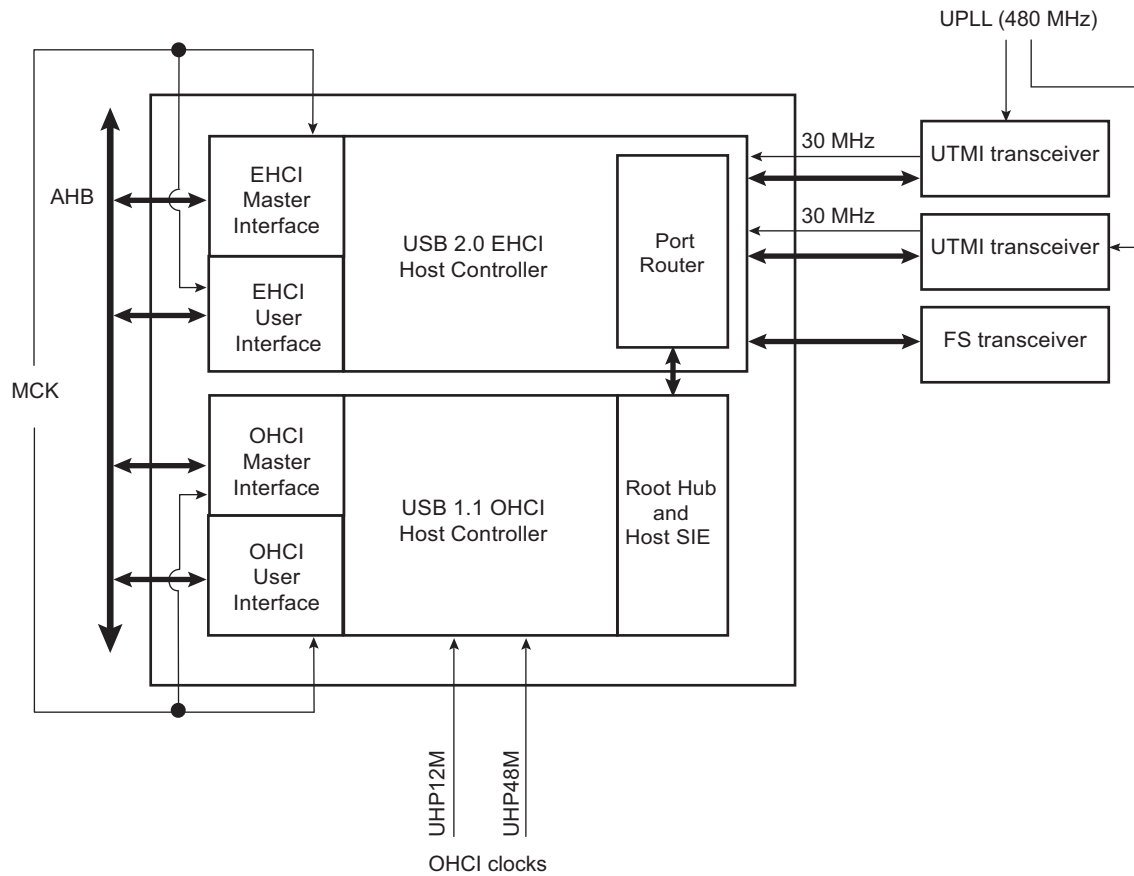 UPLL (480 MHz)
UTMI transceiver
30 MHz
UTMI transceiver
30 MHz
FS transceiver
AHB
MCK
EHCI
Master
Interface
EHCI
User
Interface
USB 2.0 EHCI
Host Controller
Port
Router
OHCI
Master
Interface
OHCI
User
Interface
USB 1.1 OHCI
Host Controller
Root Hub
and
Host SIE
UHP12M
UHP48M
OHCI clocks